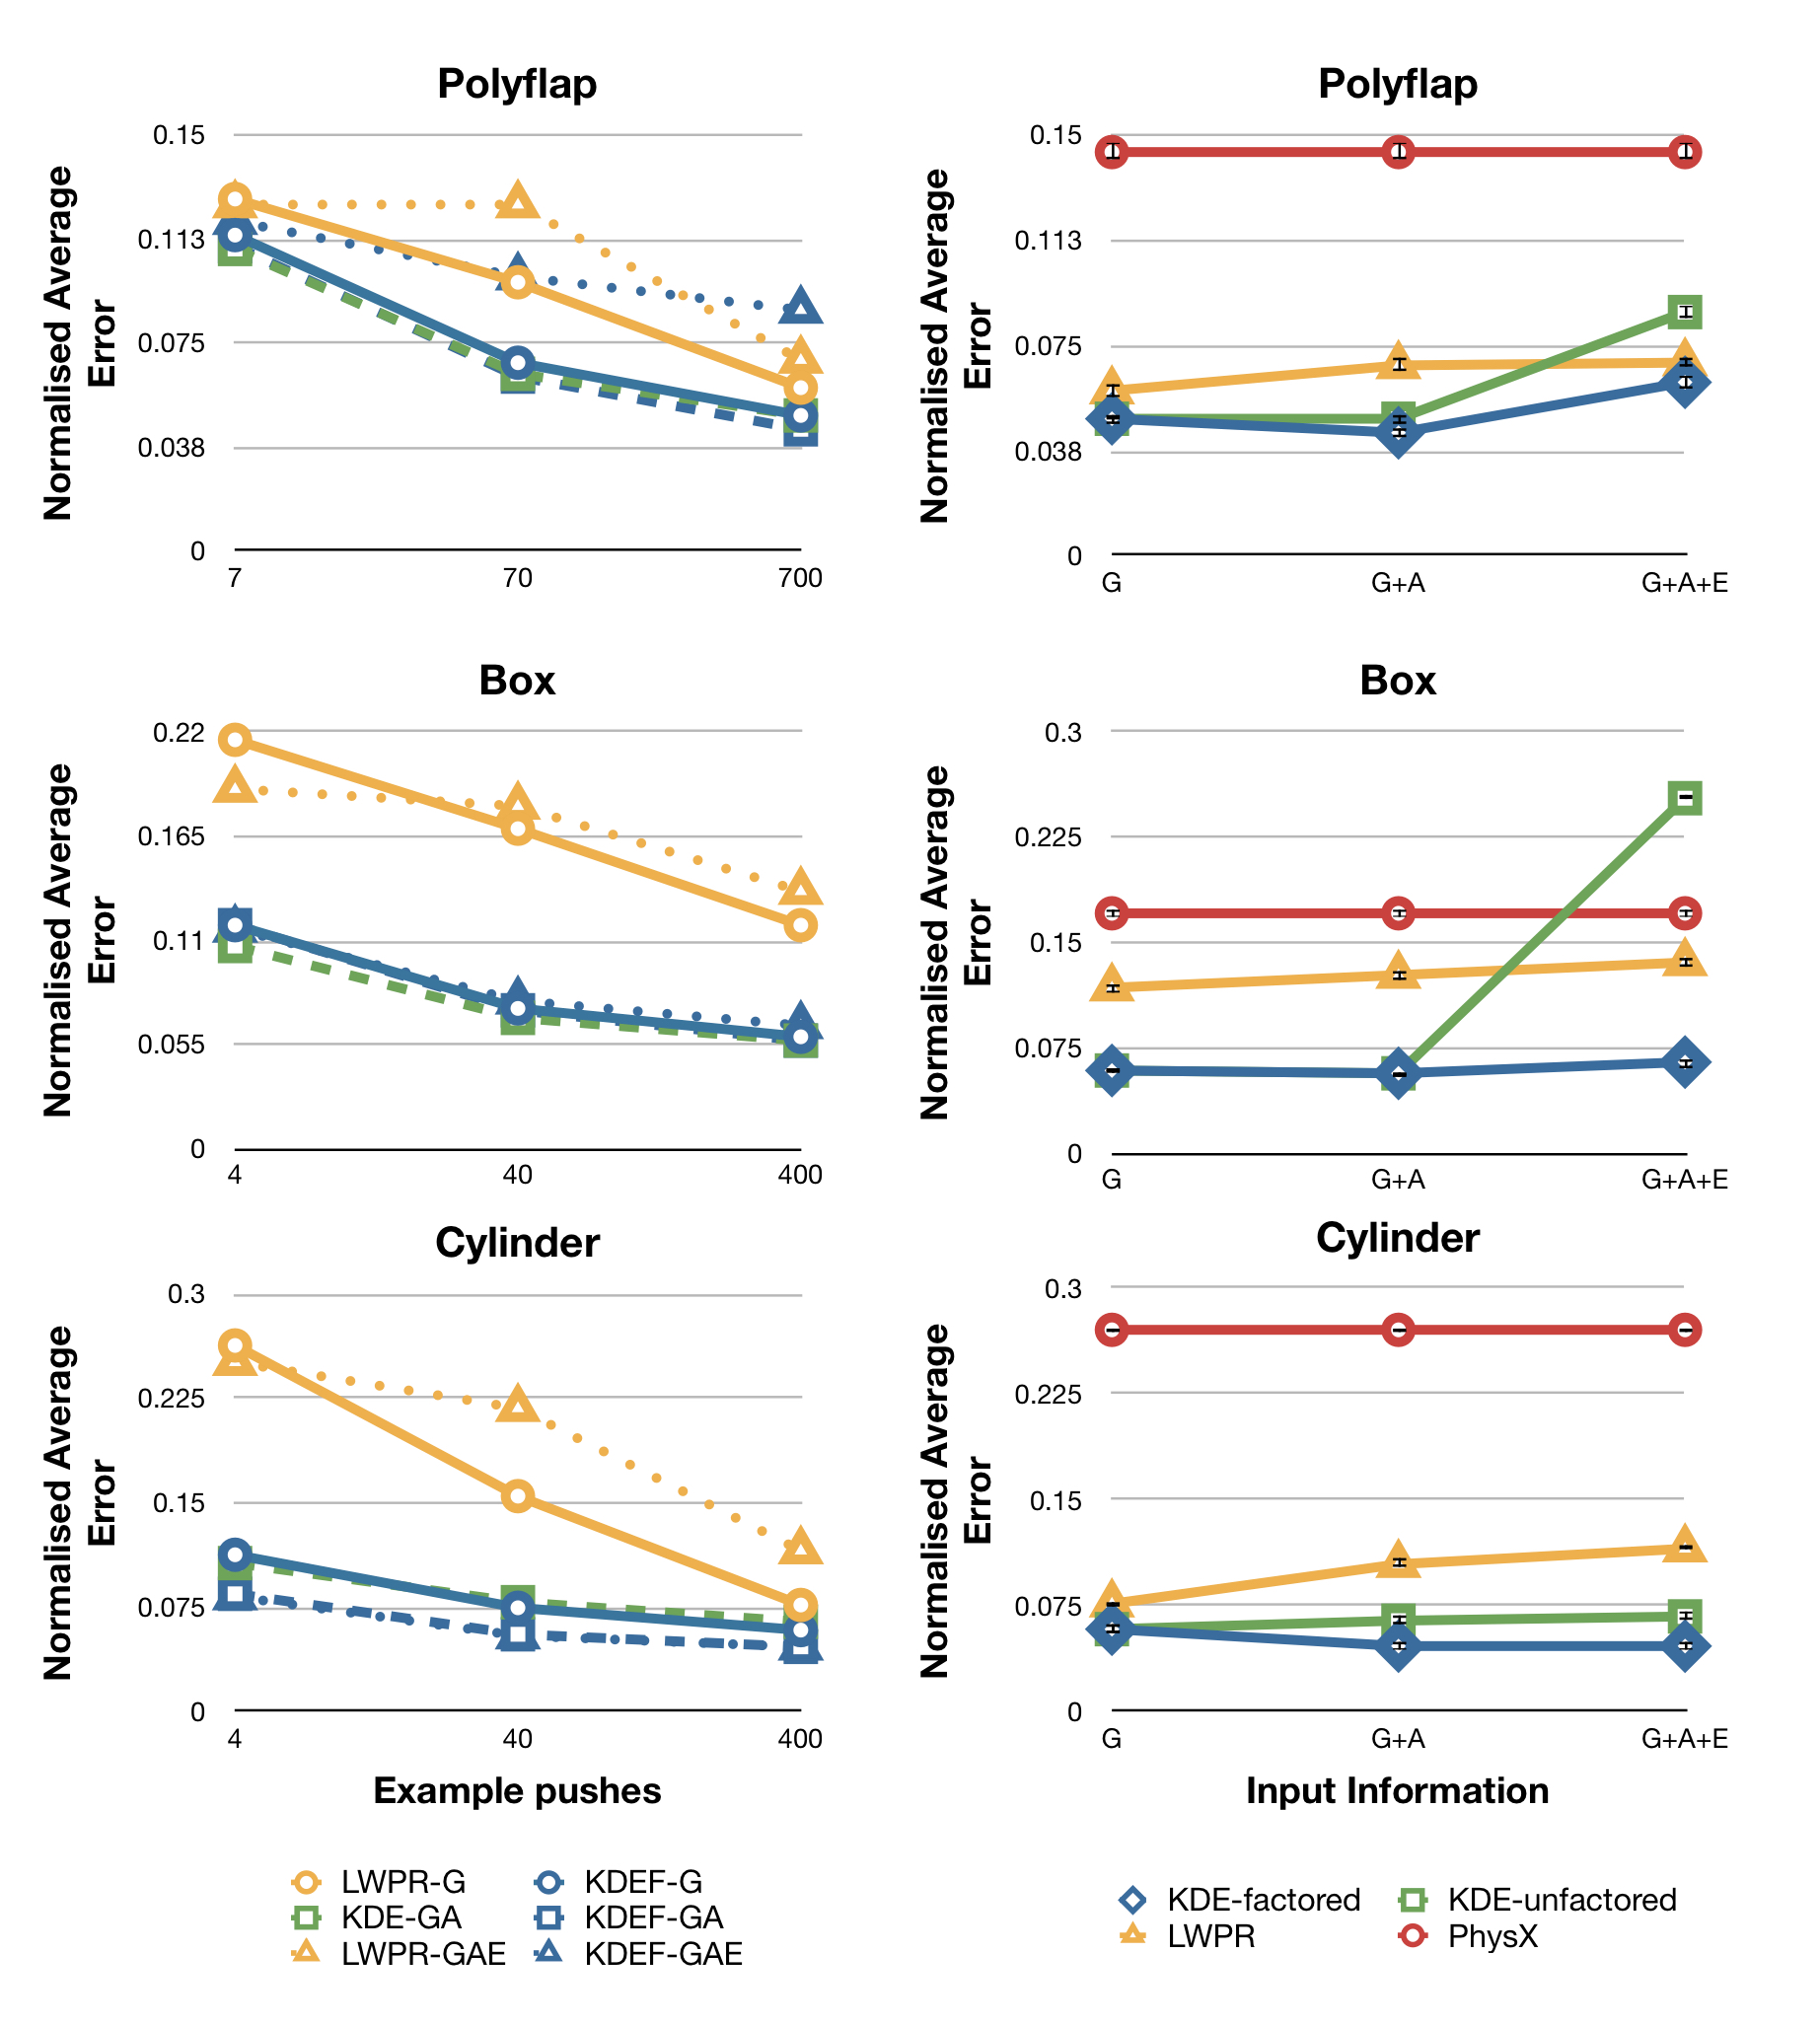 Polyflap
Normalised Average
Error
0.15
0.113
0.075
0.038
0
7 70 700
Polyflap
Normalised Average
Error
0.15
0.113
0.075
0.038
0
G G+A G+A+E
Box
Normalised Average
Error
0.22
0.165
0.11
0.055
0
4 40 400
Box
Normalised Average
Error
0.3
0.225
0.15
0.075
0
G G+A G+A+E
Cylinder
Normalised Average
Error
0.3
0.225
0.15
0.075
0
4 40 400
Example pushes
Cylinder
Normalised Average
Error
0.3
0.225
0.15
0.075
0
G G+A G+A+E
Input Information
LWPR-G KDEF-G
KDE-GA KDEF-GA
LWPR-GAE KDEF-GAE
KDE-factored KDE-unfactored
LWPR PhysX